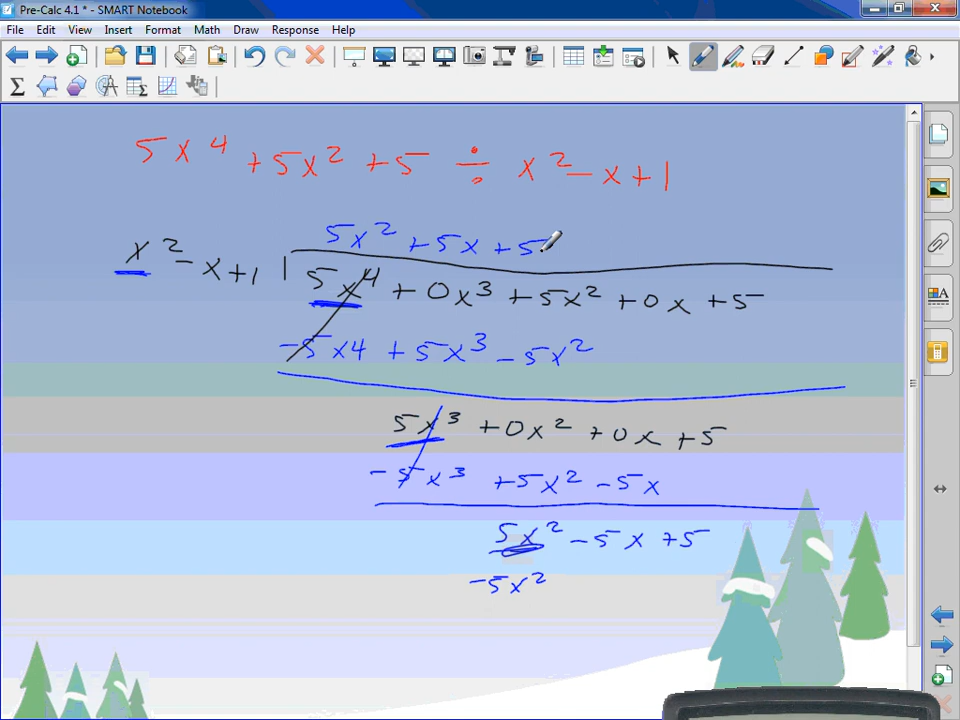 Pre-Calc 4.1 * - SMART Notebook
File Edit View Insert Format Math Draw Response Help
5x⁴ + 5x² + 5 ÷ x² - x + 1
5x² + 5x + 5
x² - x + 1 5x⁴ + 0x³ + 5x² + 0x + 5
-5x4 + 5x³ - 5x²
5x³ + 0x² + 0x + 5
-5x³ + 5x² - 5x
5x² - 5x + 5
-5x²